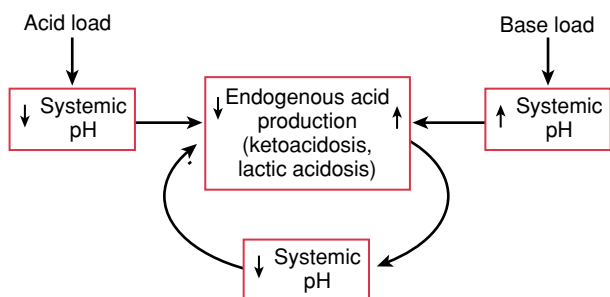 Acid load
Base load
↓ Systemic
pH
↓ Endogenous acid
production ↑
(ketoacidosis,
lactic acidosis)
↑ Systemic
pH
↓ Systemic
pH